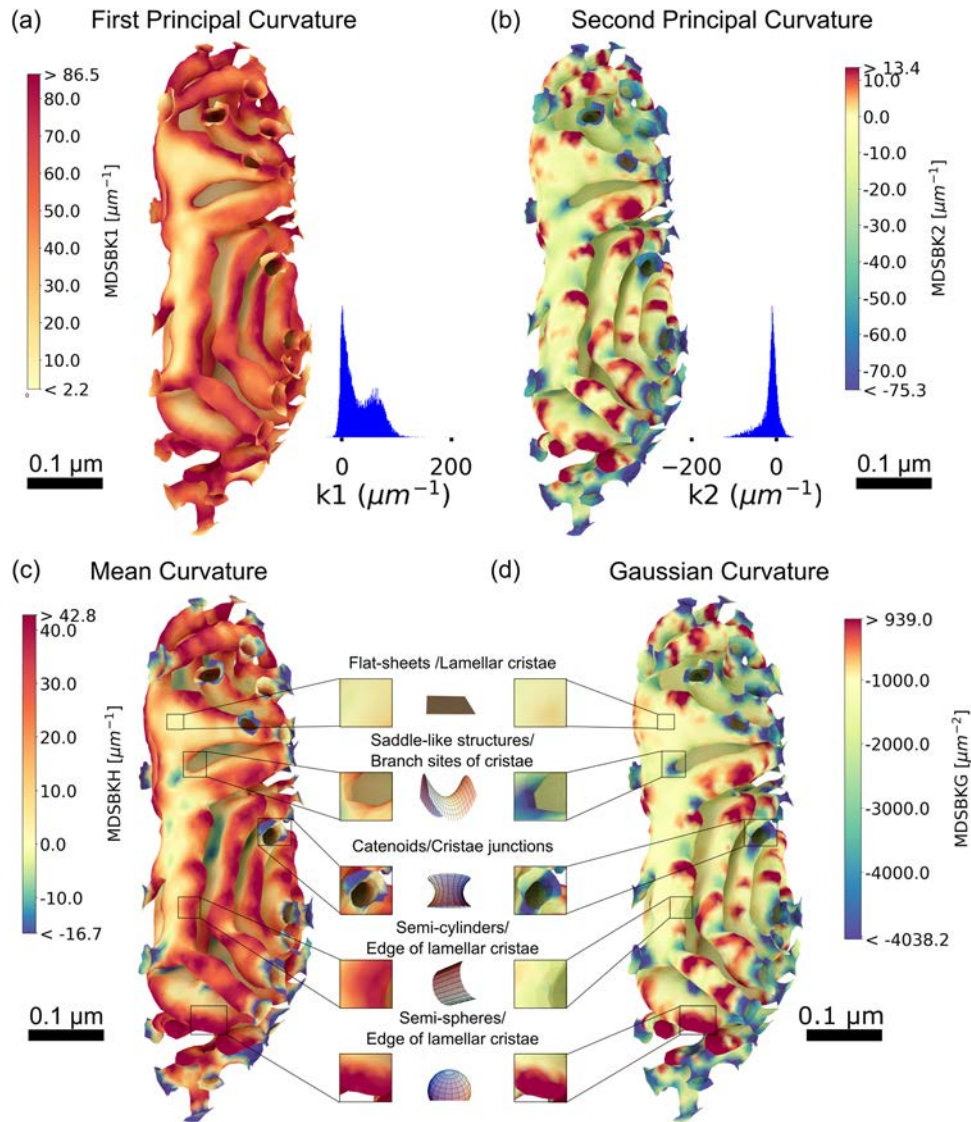 (a) First Principal Curvature
> 86.5
80.0
70.0
60.0
50.0
40.0
30.0
20.0
10.0
< 2.2
MDSBK1 [μm⁻¹]
0.1 μm
0 200
k1 (μm⁻¹)
(b) Second Principal Curvature
> 13.4
10.0
0.0
-10.0
-20.0
-30.0
-40.0
-50.0
-60.0
-70.0
< -75.3
MDSBK2 [μm⁻¹]
−200 0
k2 (μm⁻¹)
0.1 μm
(c) Mean Curvature
> 42.8
40.0
30.0
20.0
10.0
0.0
-10.0
< -16.7
MDSBKH [μm⁻¹]
0.1 μm
Flat-sheets /Lamellar cristae
Saddle-like structures/
Branch sites of cristae
Catenoids/Cristae junctions
Semi-cylinders/
Edge of lamellar cristae
Semi-spheres/
Edge of lamellar cristae
(d) Gaussian Curvature
> 939.0
-1000.0
-2000.0
-3000.0
-4000.0
< -4038.2
MDSBKG [μm⁻²]
0.1 μm